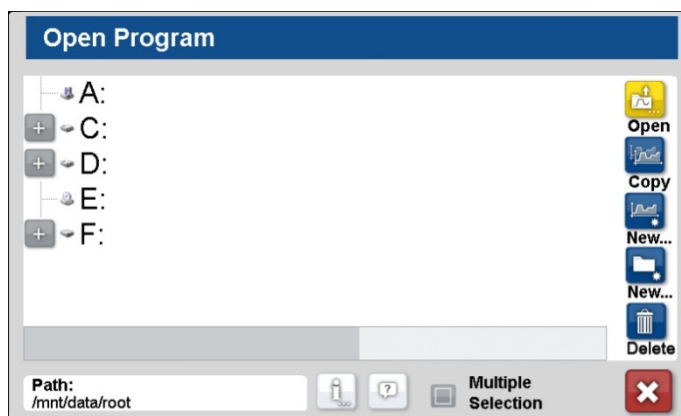 Open Program
A:
C:
D:
E:
F:
Open
Copy
New...
New...
Delete
Path:
/mnt/data/root
Multiple
Selection